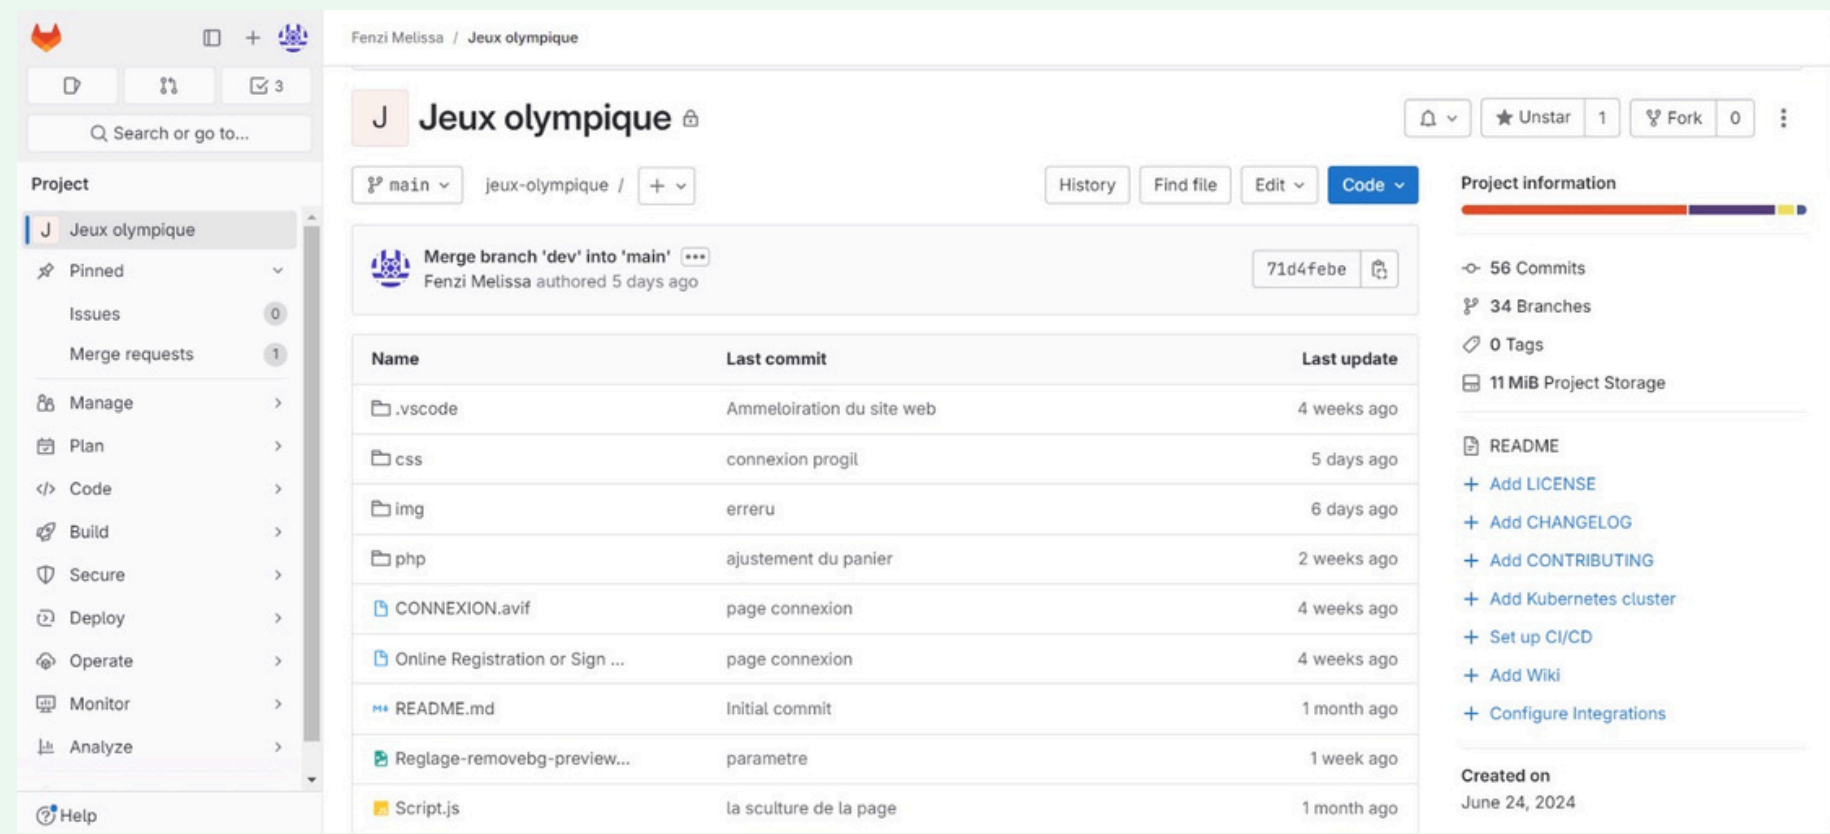 Fenzi Melissa / Jeux olympique
3
Search or go to...
Project
J Jeux olympique
Pinned
Issues 0
Merge requests 1
Manage
Plan
Code
Build
Secure
Deploy
Operate
Monitor
Analyze
Help
J Jeux olympique
Unstar 1
Fork 0
main
jeux-olympique / +
History
Find file
Edit
Code
Merge branch 'dev' into 'main'
Fenzi Melissa authored 5 days ago
71d4febe
Name Last commit Last update
.vscode Ammeloiration du site web 4 weeks ago
css connexion progil 5 days ago
img erreru 6 days ago
php ajustement du panier 2 weeks ago
CONNEXION.avif page connexion 4 weeks ago
Online Registration or Sign ... page connexion 4 weeks ago
README.md Initial commit 1 month ago
Reglage-removebg-preview... parametre 1 week ago
Script.js la sculture de la page 1 month ago
Project information
56 Commits
34 Branches
0 Tags
11 MiB Project Storage
README
+ Add LICENSE
+ Add CHANGELOG
+ Add CONTRIBUTING
+ Add Kubernetes cluster
+ Set up CI/CD
+ Add Wiki
+ Configure Integrations
Created on
June 24, 2024